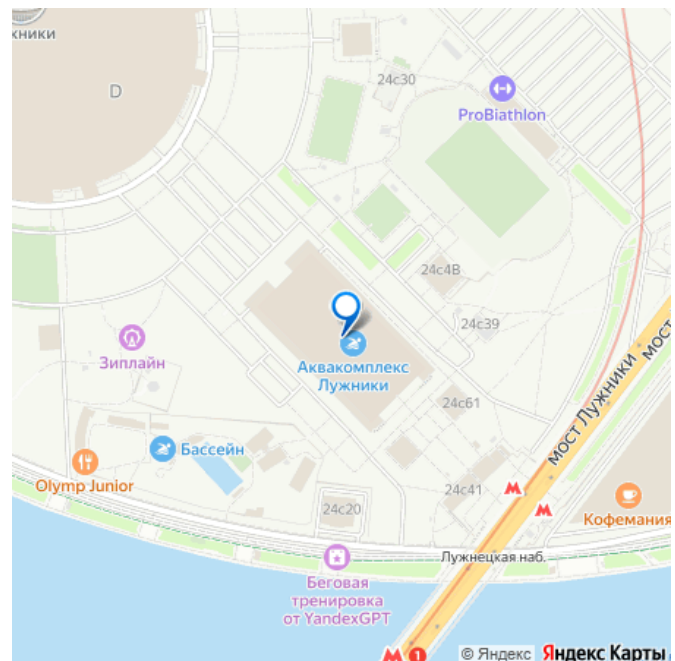 жники
D
24с30
ProBiathlon
24с4В
24с39
Зиплайн
Аквакомплекс
Лужники
мост Лужники
мост
24с61
Бассейн
Olymp Junior
24с41
24с20
Кофемания
Лужнецкая наб.
Беговая
тренировка
от YandexGPT
1
© Яндекс Яндекс Карты